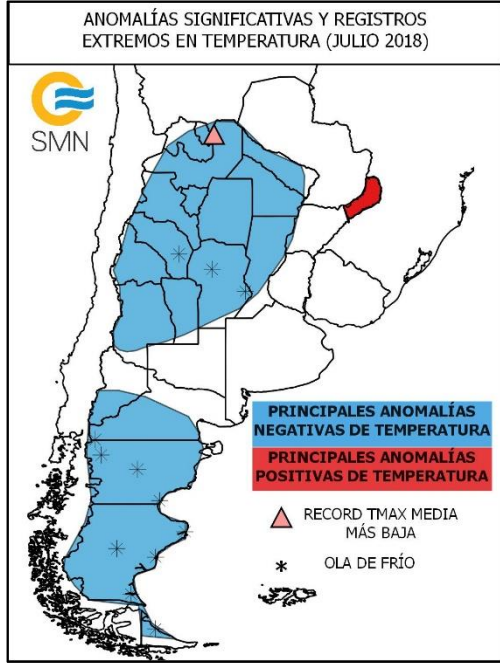 ANOMALÍAS SIGNIFICATIVAS Y REGISTROS
EXTREMOS EN TEMPERATURA (JULIO 2018)
SMN
PRINCIPALES ANOMALÍAS
NEGATIVAS DE TEMPERATURA
PRINCIPALES ANOMALÍAS
POSITIVAS DE TEMPERATURA
RECORD TMAX MEDIA
MÁS BAJA
OLA DE FRÍO